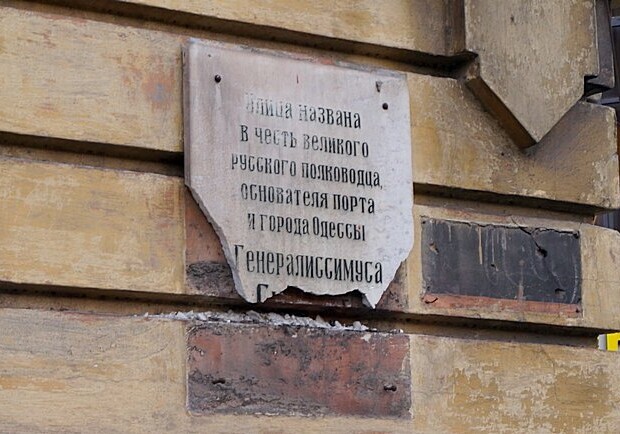 Улица названа
в честь великого
русского полководца,
основателя порта
и города Одессы
Генералиссимуса